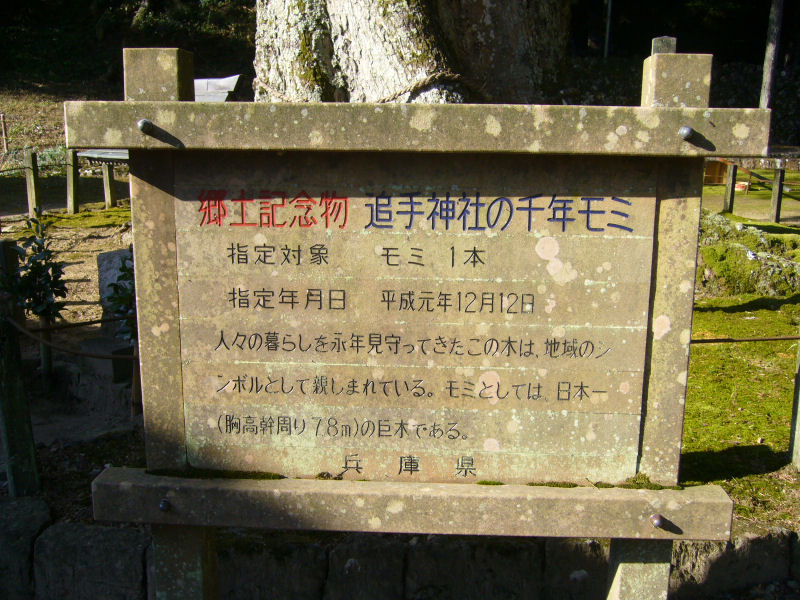 郷土記念物 追手神社の千年モミ
指定対象 モミ 1本
指定年月日 平成元年12月12日
人々の暮らしを永年見守ってきたこの木は、地域のシ
ンボルとして親しまれている。モミとしては、日本一
(胸高幹周り7.8m)の巨木である。
兵庫県